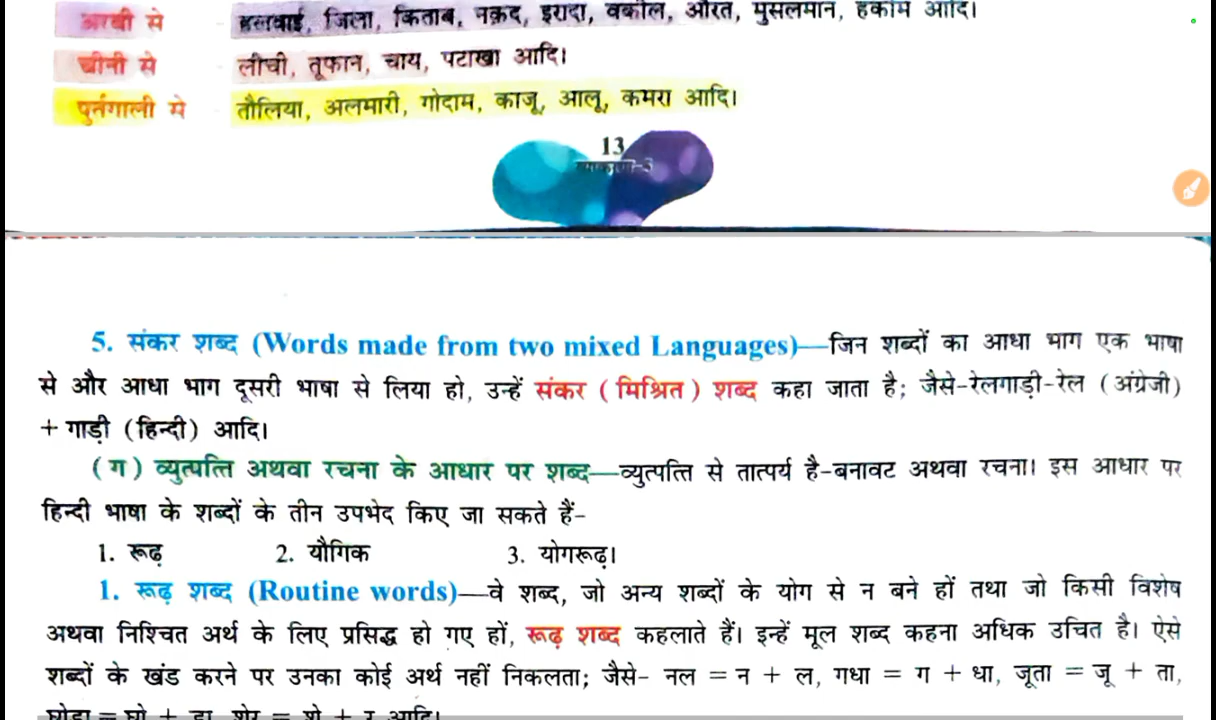 अरबी से हलवाई, जिला, किताब, नक़द, इरादा, वकील, औरत, मुसलमान, हकीम आदि।
चीनी से लीची, तूफान, चाय, पटाखा आदि।
पुर्तगाली से तौलिया, अलमारी, गोदाम, काजू, आलू, कमरा आदि।
13
व्याकरण-3
5. संकर शब्द (Words made from two mixed Languages)—जिन शब्दों का आधा भाग एक भाषा
से और आधा भाग दूसरी भाषा से लिया हो, उन्हें संकर (मिश्रित) शब्द कहा जाता है; जैसे-रेलगाड़ी-रेल (अंग्रेजी)
+ गाड़ी (हिन्दी) आदि।
(ग) व्युत्पत्ति अथवा रचना के आधार पर शब्द—व्युत्पत्ति से तात्पर्य है-बनावट अथवा रचना। इस आधार पर
हिन्दी भाषा के शब्दों के तीन उपभेद किए जा सकते हैं-
1. रूढ़ 2. यौगिक 3. योगरूढ़।
1. रूढ़ शब्द (Routine words)—वे शब्द, जो अन्य शब्दों के योग से न बने हों तथा जो किसी विशेष
अथवा निश्चित अर्थ के लिए प्रसिद्ध हो गए हों, रूढ़ शब्द कहलाते हैं। इन्हें मूल शब्द कहना अधिक उचित है। ऐसे
शब्दों के खंड करने पर उनका कोई अर्थ नहीं निकलता; जैसे- नल = न + ल, गधा = ग + धा, जूता = जू + ता,
घोड़ा = घो + ड़ा, शेर = शे + र आदि।